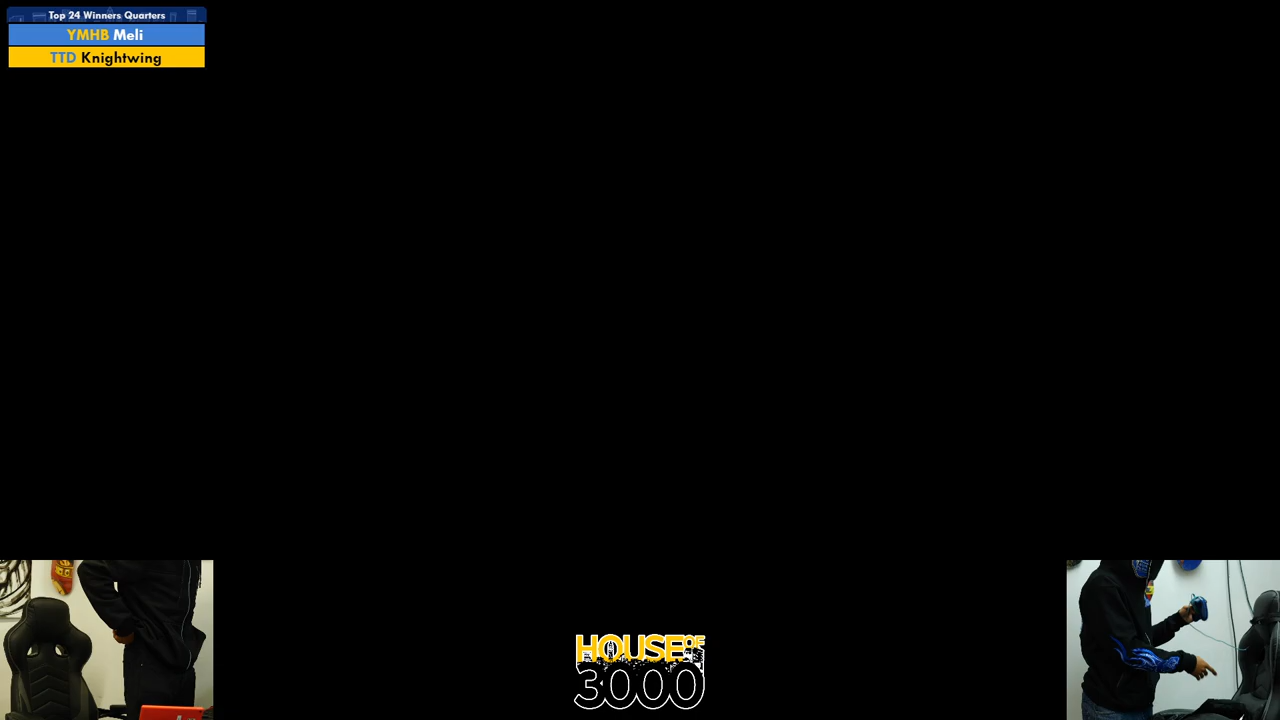 Top 24 Winners Quarters
YMHB Meli
TTD Knightwing
HOUSE OF
3000